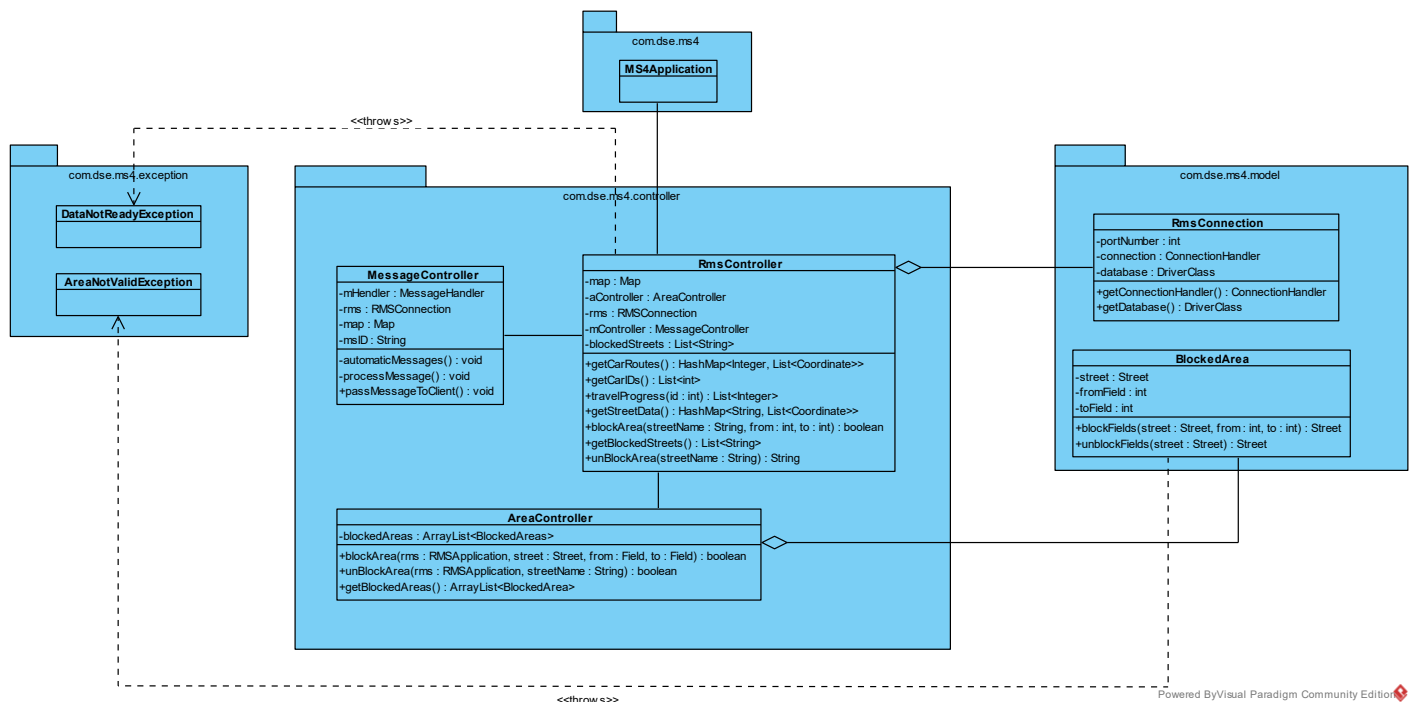 com.dse.ms4
MS4Application
<<throws>>
com.dse.ms4.exception
DataNotReadyException
AreaNotValidException
com.dse.ms4.controller
MessageController
-mHendler : MessageHandler
-rms : RMSConnection
-map : Map
-msID : String
-automaticMessages() : void
-processMessage() : void
+passMessageToClient() : void
RmsController
-map : Map
-aController : AreaController
-rms : RMSConnection
-mController : MessageController
-blockedStreets : List<String>
+getCarRoutes() : HashMap<Integer, List<Coordinate>>
+getCarIDs() : List<int>
+travelProgress(id : int) : List<Integer>
+getStreetData() : HashMap<String, List<Coordinate>>
+blockArea(streetName : String, from : int, to : int) : boolean
+getBlockedStreets() : List<String>
+unBlockArea(streetName : String) : String
AreaController
-blockedAreas : ArrayList<BlockedAreas>
+blockArea(rms : RMSApplication, street : Street, from : Field, to : Field) : boolean
+unBlockArea(rms : RMSApplication, streetName : String) : boolean
+getBlockedAreas() : ArrayList<BlockedArea>
com.dse.ms4.model
RmsConnection
-portNumber : int
-connection : ConnectionHandler
-database : DriverClass
+getConnectionHandler() : ConnectionHandler
+getDatabase() : DriverClass
BlockedArea
-street : Street
-fromField : int
-toField : int
+blockFields(street : Street, from : int, to : int) : Street
+unblockFields(street : Street) : Street
<<throws>>
Powered ByVisual Paradigm Community Edition